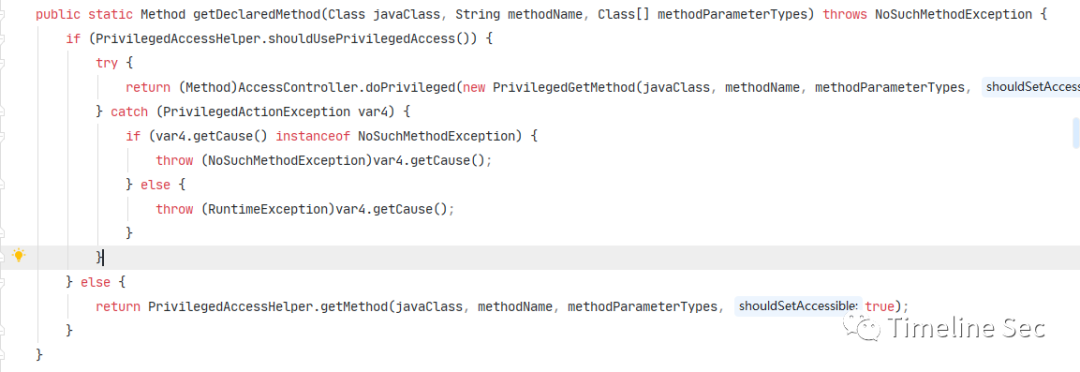 public static Method getDeclaredMethod(Class javaClass, String methodName, Class[] methodParameterTypes) throws NoSuchMethodException {
if (PrivilegedAccessHelper.shouldUsePrivilegedAccess()) {
try {
return (Method)AccessController.doPrivileged(new PrivilegedGetMethod(javaClass, methodName, methodParameterTypes, shouldSetAccess
} catch (PrivilegedActionException var4) {
if (var4.getCause() instanceof NoSuchMethodException) {
throw (NoSuchMethodException)var4.getCause();
} else {
throw (RuntimeException)var4.getCause();
}
}
} else {
return PrivilegedAccessHelper.getMethod(javaClass, methodName, methodParameterTypes, shouldSetAccessible: true);
}
}
Timeline Sec